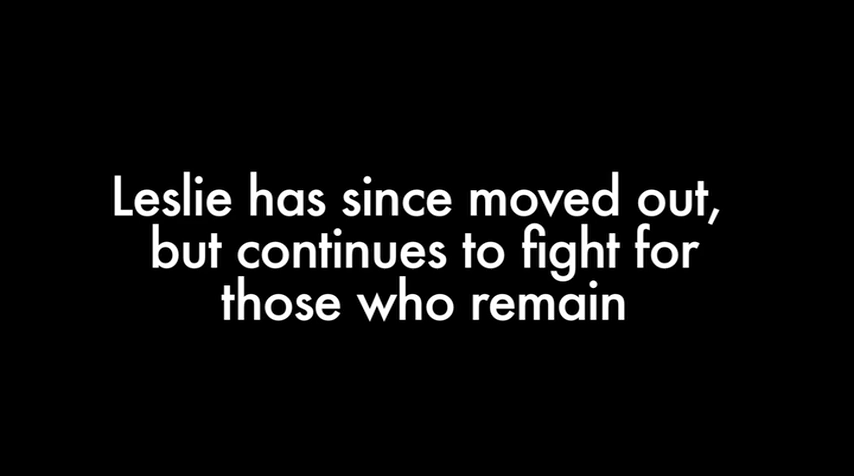 Leslie has since moved out,
but continues to fight for
those who remain